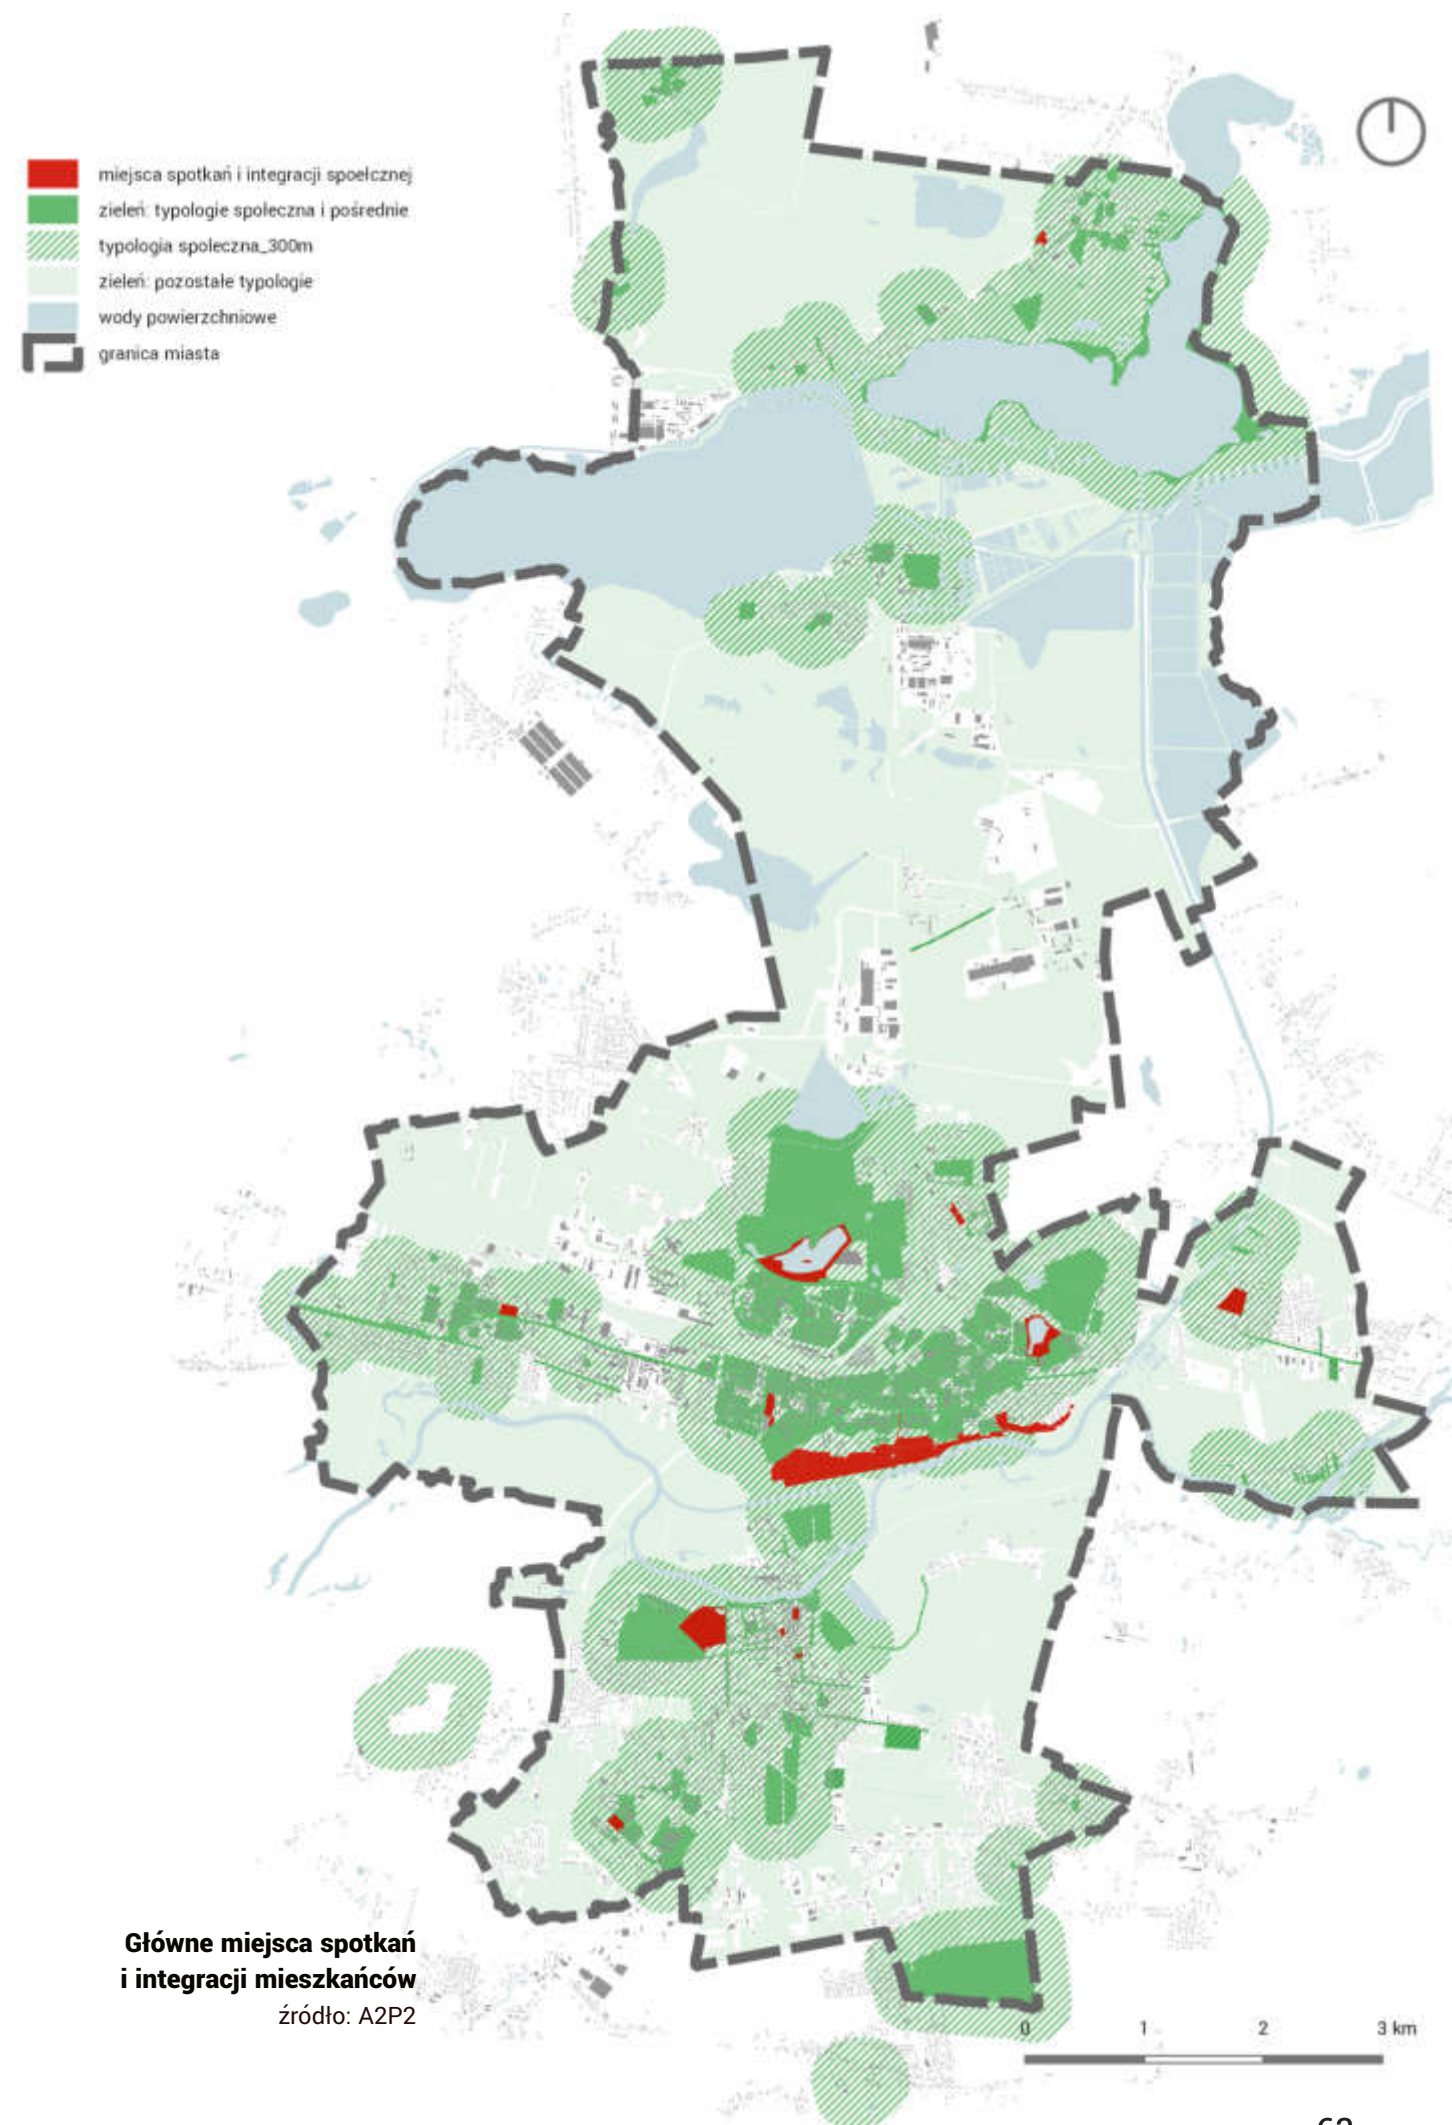 miejsca spotkań i integracji spoełcznej
zieleń: typologie społeczna i pośrednie
typologia społeczna_300m
zieleń: pozostałe typologie
wody powierzchniowe
granica miasta
Główne miejsca spotkań
i integracji mieszkańców
źródło: A2P2
0 1 2 3 km